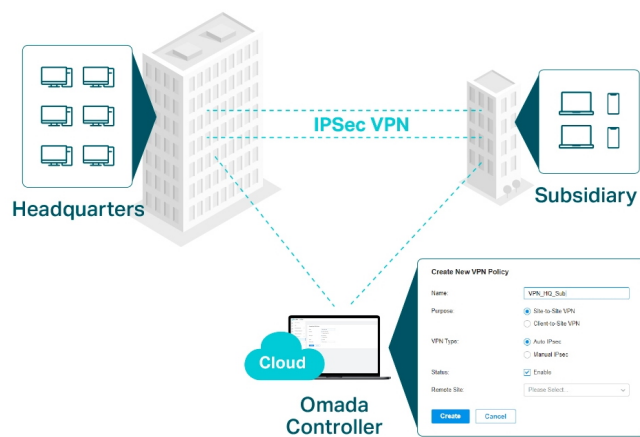 IPSec VPN
Headquarters
Subsidiary
Cloud
Omada
Controller
Create New VPN Policy
Name:
VPN_HQ_Sub
Purpose:
Site-to-Site VPN
Client-to-Site VPN
VPN Type:
Auto IPsec
Manual IPsec
Status:
Enable
Remote Site:
Please Select...
Create
Cancel